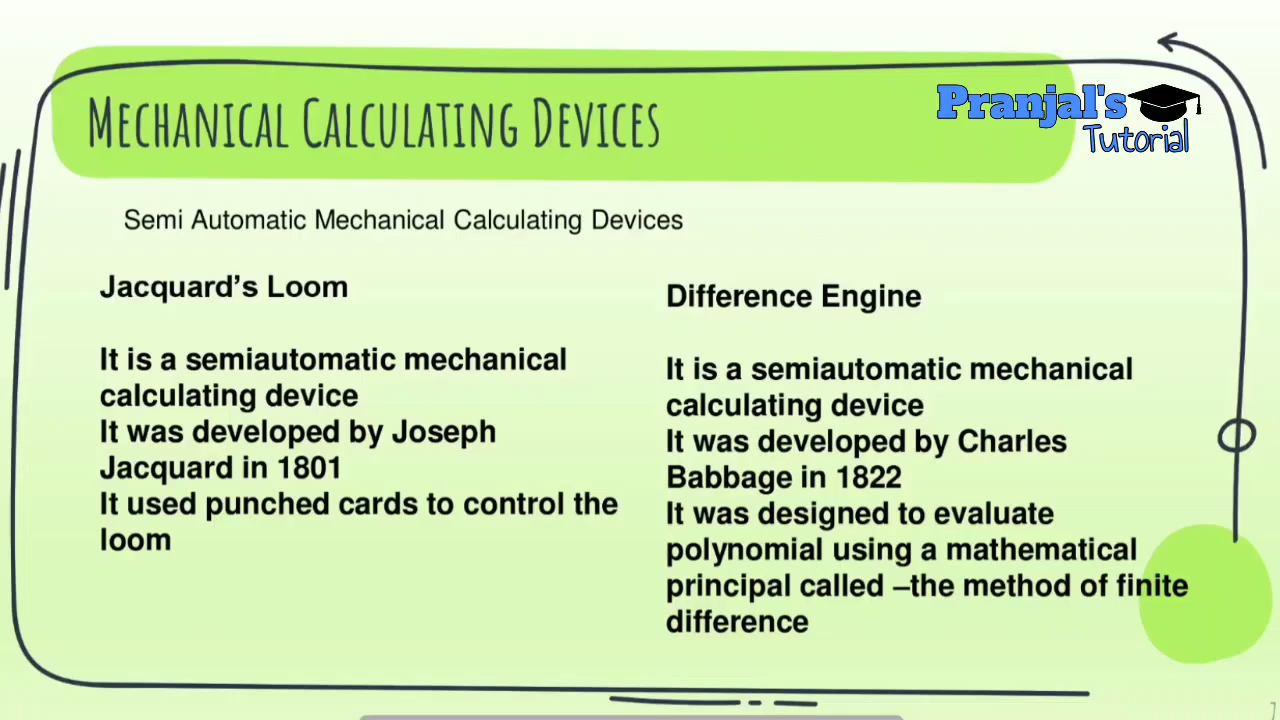 Mechanical Calculating Devices
Pranjal's
Tutorial
Semi Automatic Mechanical Calculating Devices
Jacquard’s Loom
It is a semiautomatic mechanical
calculating device
It was developed by Joseph
Jacquard in 1801
It used punched cards to control the
loom
Difference Engine
It is a semiautomatic mechanical
calculating device
It was developed by Charles
Babbage in 1822
It was designed to evaluate
polynomial using a mathematical
principal called –the method of finite
difference